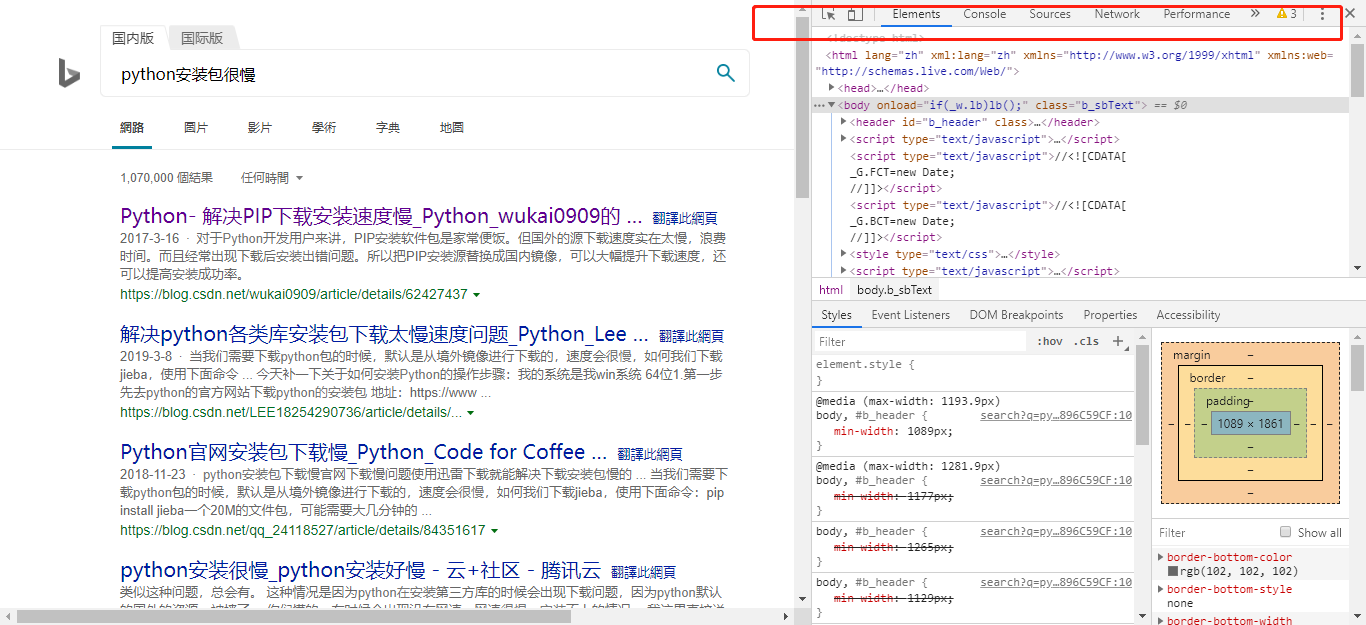 国内版 国际版
python安装包很慢
網路 圖片 影片 學術 字典 地圖
1,070,000 個結果 任何時間
Python- 解决PIP下载安装速度慢_Python_wukai0909的 ... 翻譯此網頁
2017-3-16 · 对于Python开发用户来讲，PIP安装软件包是家常便饭。但国外的源下载速度实在太慢，浪费
时间。而且经常出现下载后安装出错问题。所以把PIP安装源替换成国内镜像，可以大幅提升下载速度，还
可以提高安装成功率。
https://blog.csdn.net/wukai0909/article/details/62427437
解决python各类库安装包下载太慢速度问题_Python_Lee ... 翻譯此網頁
2019-3-8 · 当我们需要下载python包的时候，默认是从境外镜像进行下载的，速度会很慢，如何我们下载
jieba，使用下面命令 ... 今天补一下关于如何安装Python的操作步骤：我的系统是我win系统 64位1.第一步
先去python的官方网站下载python的安装包 地址：https://www ...
https://blog.csdn.net/LEE18254290736/article/details/...
Python官网安装包下载慢_Python_Code for Coffee ... 翻譯此網頁
2018-11-23 · python安装包下载慢官网下载慢问题使用迅雷下载就能解决下载安装包慢的 ... 当我们需要下
载python包的时候，默认是从境外镜像进行下载的，速度会很慢，如何我们下载jieba，使用下面命令：pip
install jieba一个20M的文件包，可能需要大几分钟的 ...
https://blog.csdn.net/qq_24118527/article/details/84351617
python安装很慢_python安装好慢 - 云+社区 - 腾讯云 翻譯此網頁
类似这种问题，总会有。 这种情况是因为python在安装第三方库的时候会出现下载问题，因为python默认
Elements Console Sources Network Performance » 3
<!doctype html>
<html lang="zh" xml:lang="zh" xmlns="http://www.w3.org/1999/xhtml" xmlns:web=
"http://schemas.live.com/Web/">
<head>…</head>
<body onload="if(_w.lb)lb();" class="b_sbText"> == $0
<header id="b_header" class>…</header>
<script type="text/javascript">…</script>
<script type="text/javascript">//<![CDATA[
_G.FCT=new Date;
//]]></script>
<script type="text/javascript">//<![CDATA[
_G.BCT=new Date;
//]]></script>
<style type="text/css">…</style>
<script type="text/javascript">…</script>
html body.b_sbText
Styles Event Listeners DOM Breakpoints Properties Accessibility
Filter :hov .cls +
element.style {
}
@media (max-width: 1193.9px)
body, #b_header { search?q=py…896C59CF:10
min-width: 1089px;
}
@media (max-width: 1281.9px)
body, #b_header { search?q=py…896C59CF:10
min-width: 1177px;
}
body, #b_header { search?q=py…896C59CF:10
min-width: 1265px;
}
body, #b_header { search?q=py…896C59CF:10
min-width: 1129px;
}
margin –
border –
padding–
– – – 1089 × 1861 – – –
–
–
–
Filter Show all
border-bottom-color
rgb(102, 102, 102)
border-bottom-style
none
border-bottom-width